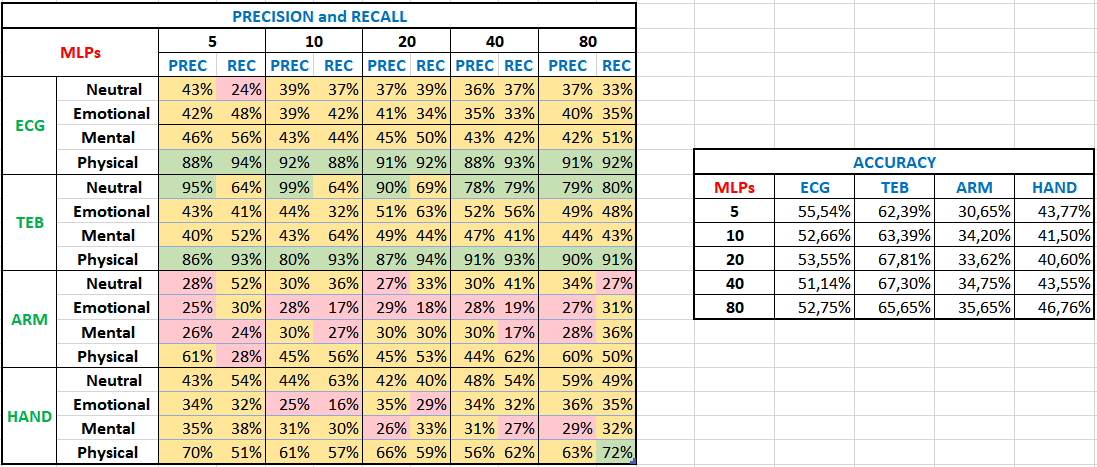 PRECISION and RECALL
MLPs 5 10 20 40 80
PREC REC PREC REC PREC REC PREC REC PREC REC
ECG
Neutral 43% 24% 39% 37% 37% 39% 36% 37% 37% 33%
Emotional 42% 48% 39% 42% 41% 34% 35% 33% 40% 35%
Mental 46% 56% 43% 44% 45% 50% 43% 42% 42% 51%
Physical 88% 94% 92% 88% 91% 92% 88% 93% 91% 92%
TEB
Neutral 95% 64% 99% 64% 90% 69% 78% 79% 79% 80%
Emotional 43% 41% 44% 32% 51% 63% 52% 56% 49% 48%
Mental 40% 52% 43% 64% 49% 44% 47% 41% 44% 43%
Physical 86% 93% 80% 93% 87% 94% 91% 93% 90% 91%
ARM
Neutral 28% 52% 30% 36% 27% 33% 30% 41% 34% 27%
Emotional 25% 30% 28% 17% 29% 18% 28% 19% 27% 31%
Mental 26% 24% 30% 27% 30% 30% 30% 17% 28% 36%
Physical 61% 28% 45% 56% 45% 53% 44% 62% 60% 50%
HAND
Neutral 43% 54% 44% 63% 42% 40% 48% 54% 59% 49%
Emotional 34% 32% 25% 16% 35% 29% 34% 32% 36% 35%
Mental 35% 38% 31% 30% 26% 33% 31% 27% 29% 32%
Physical 70% 51% 61% 57% 66% 59% 56% 62% 63% 72%
ACCURACY
MLPs ECG TEB ARM HAND
5 55,54% 62,39% 30,65% 43,77%
10 52,66% 63,39% 34,20% 41,50%
20 53,55% 67,81% 33,62% 40,60%
40 51,14% 67,30% 34,75% 43,55%
80 52,75% 65,65% 35,65% 46,76%